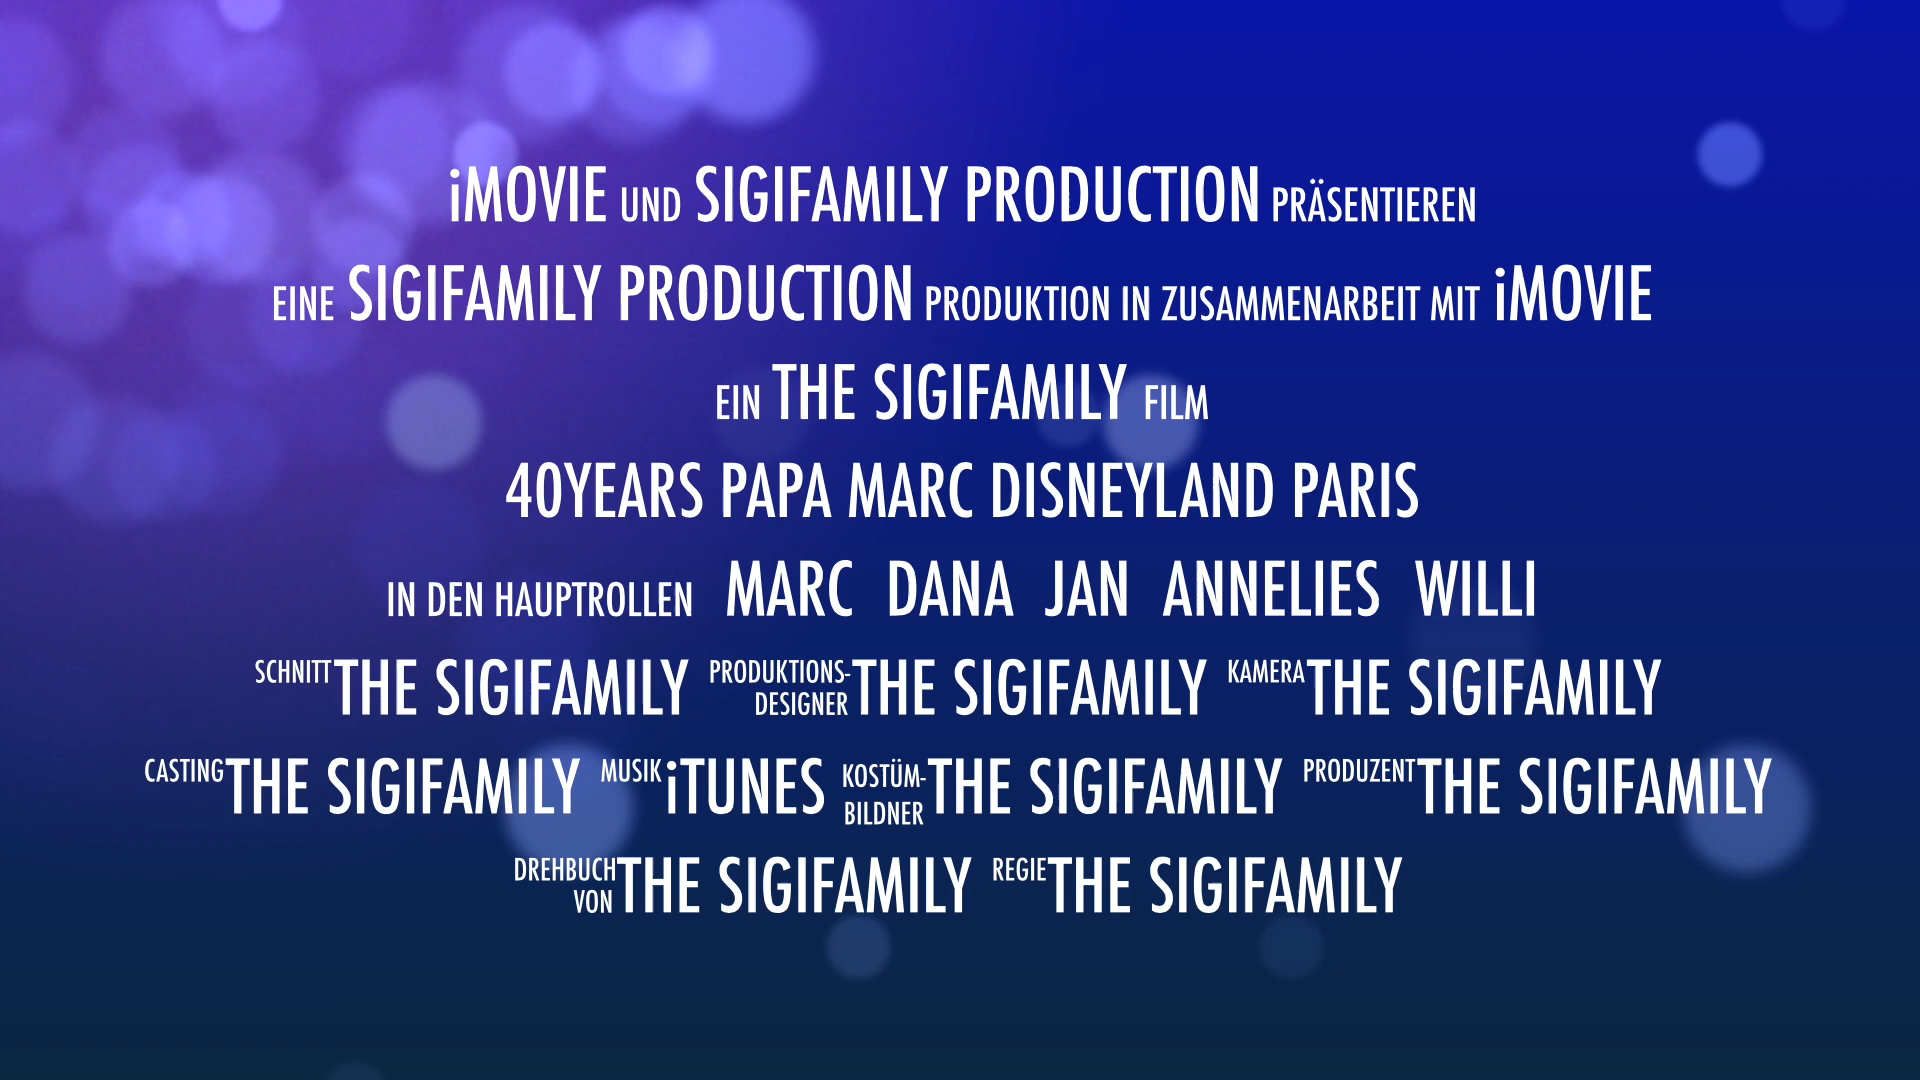 iMOVIE UND SIGIFAMILY PRODUCTION PRÄSENTIEREN
EINE SIGIFAMILY PRODUCTION PRODUKTION IN ZUSAMMENARBEIT MIT iMOVIE
EIN THE SIGIFAMILY FILM
40YEARS PAPA MARC DISNEYLAND PARIS
IN DEN HAUPTROLLEN MARC DANA JAN ANNELIES WILLI
SCHNITT THE SIGIFAMILY PRODUKTIONS-DESIGNER THE SIGIFAMILY KAMERA THE SIGIFAMILY
CASTING THE SIGIFAMILY MUSIK iTUNES KOSTÜM-BILDNER THE SIGIFAMILY PRODUZENT THE SIGIFAMILY
DREHBUCH VON THE SIGIFAMILY REGIE THE SIGIFAMILY